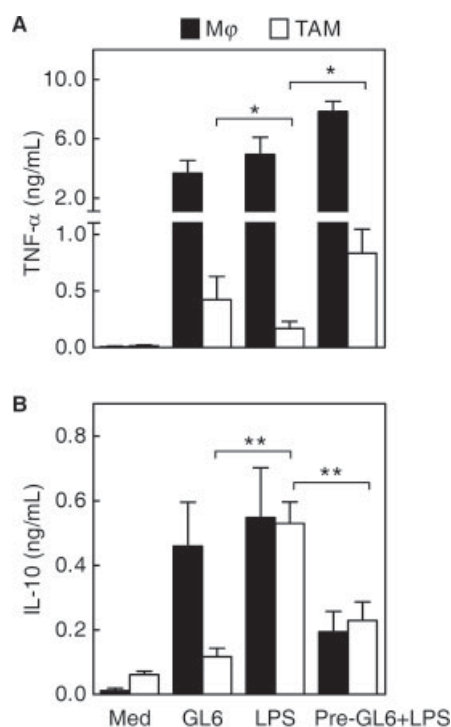 A
Mφ TAM
TNF-α (ng/mL)
10.0
6.0
2.0
1.0
0.5
0.0
*
*
B
IL-10 (ng/mL)
0.8
0.6
0.4
0.2
0.0
**
**
Med GL6 LPS Pre-GL6+LPS